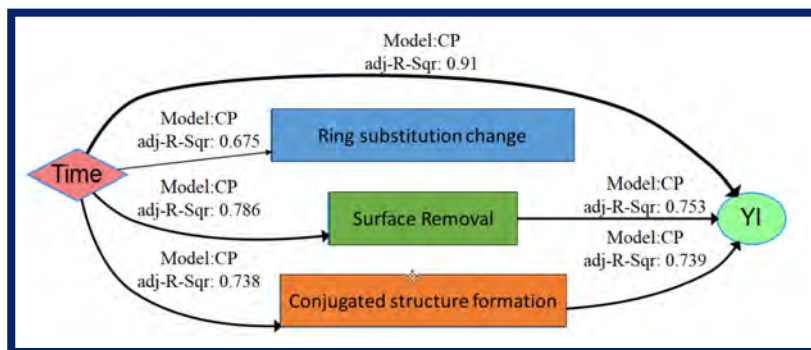 Model:CP
adj-R-Sqr: 0.91
Model:CP
adj-R-Sqr: 0.675
Ring substitution change
Time
Model:CP
adj-R-Sqr: 0.786
Surface Removal
Model:CP
adj-R-Sqr: 0.753
YI
Model:CP
adj-R-Sqr: 0.738
Conjugated structure formation
Model:CP
adj-R-Sqr: 0.739